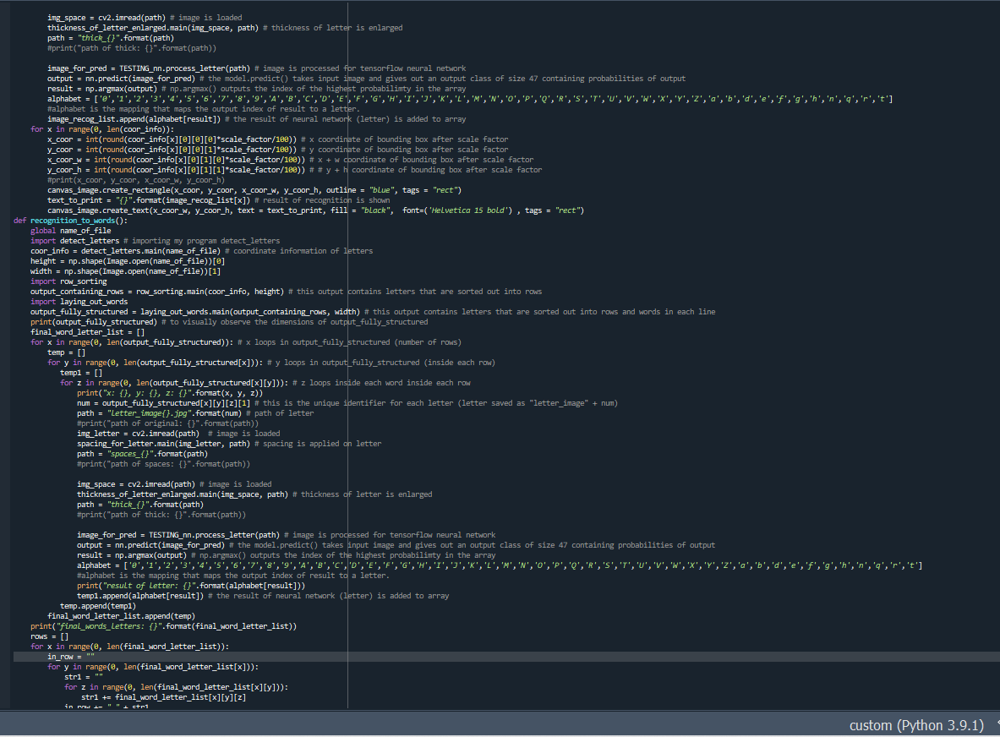 img_space = cv2.imread(path) # image is loaded
thickness_of_letter_enlarged.main(img_space, path) # thickness of letter is enlarged
path = "thick_{}".format(path)
#print("path of thick: {}".format(path))
image_for_pred = TESTING_nn.process_letter(path) # image is processed for tensorflow neural network
output = nn.predict(image_for_pred) # the model.predict() takes input image and gives out an output class of size 47 containing probabilities of output
result = np.argmax(output) # np.argmax() outputs the index of the highest probabilimty in the array
alphabet = ['0','1','2','3','4','5','6','7','8','9','A','B','C','D','E','F','G','H','I','J','K','L','M','N','O','P','Q','R','S','T','U','V','W','X','Y','Z','a','b','d','e','f','g','h','n','q','r','t']
#alphabet is the mapping that maps the output index of result to a letter.
image_recog_list.append(alphabet[result]) # the result of neural network (letter) is added to array
for x in range(0, len(coor_info)):
x_coor = int(round(coor_info[x][0][0][0]*scale_factor/100)) # x coordinate of bounding box after scale factor
y_coor = int(round(coor_info[x][0][0][1]*scale_factor/100)) # y coordinate of bounding box after scale factor
x_coor_w = int(round(coor_info[x][0][1][0]*scale_factor/100)) # x + w coordinate of bounding box after scale factor
y_coor_h = int(round(coor_info[x][0][1][1]*scale_factor/100)) # # y + h coordinate of bounding box after scale factor
#print(x_coor, y_coor, x_coor_w, y_coor_h)
canvas_image.create_rectangle(x_coor, y_coor, x_coor_w, y_coor_h, outline = "blue", tags = "rect")
text_to_print = "{}".format(image_recog_list[x]) # result of recognition is shown
canvas_image.create_text(x_coor_w, y_coor_h, text = text_to_print, fill = "black", font=('Helvetica 15 bold') , tags = "rect")
def recognition_to_words():
global name_of_file
import detect_letters # importing my program detect_letters
coor_info = detect_letters.main(name_of_file) # coordinate information of letters
height = np.shape(Image.open(name_of_file))[0]
width = np.shape(Image.open(name_of_file))[1]
import row_sorting
output_containing_rows = row_sorting.main(coor_info, height) # this output contains letters that are sorted out into rows
import laying_out_words
output_fully_structured = laying_out_words.main(output_containing_rows, width) # this output contains letters that are sorted out into rows and words in each line
print(output_fully_structured) # to visually observe the dimensions of output_fully_structured
final_word_letter_list = []
for x in range(0, len(output_fully_structured)): # x loops in output_fully_structured (number of rows)
temp = []
for y in range(0, len(output_fully_structured[x])): # y loops in output_fully_structured (inside each row)
temp1 = []
for z in range(0, len(output_fully_structured[x][y])): # z loops inside each word inside each row
print("x: {}, y: {}, z: {}".format(x, y, z))
num = output_fully_structured[x][y][z][1] # this is the unique identifier for each letter (letter saved as "letter_image" + num)
path = "letter_image{}.jpg".format(num) # path of letter
#print("path of original: {}".format(path))
img_letter = cv2.imread(path)  # image is loaded
spacing_for_letter.main(img_letter, path) # spacing is applied on letter
path = "spaces_{}".format(path)
#print("path of spaces: {}".format(path))
img_space = cv2.imread(path) # image is loaded
thickness_of_letter_enlarged.main(img_space, path) # thickness of letter is enlarged
path = "thick_{}".format(path)
#print("path of thick: {}".format(path))
image_for_pred = TESTING_nn.process_letter(path) # image is processed for tensorflow neural network
output = nn.predict(image_for_pred) # the model.predict() takes input image and gives out an output class of size 47 containing probabilities of output
result = np.argmax(output) # np.argmax() outputs the index of the highest probabilimty in the array
alphabet = ['0','1','2','3','4','5','6','7','8','9','A','B','C','D','E','F','G','H','I','J','K','L','M','N','O','P','Q','R','S','T','U','V','W','X','Y','Z','a','b','d','e','f','g','h','n','q','r','t']
#alphabet is the mapping that maps the output index of result to a letter.
print("result of letter: {}".format(alphabet[result]))
temp1.append(alphabet[result]) # the result of neural network (letter) is added to array
temp.append(temp1)
final_word_letter_list.append(temp)
print("final_words_letters: {}".format(final_word_letter_list))
rows = []
for x in range(0, len(final_word_letter_list)):
in_row = ""
for y in range(0, len(final_word_letter_list[x])):
str1 = ""
for z in range(0, len(final_word_letter_list[x][y])):
str1 += final_word_letter_list[x][y][z]
in_row += " " + str1
custom (Python 3.9.1)